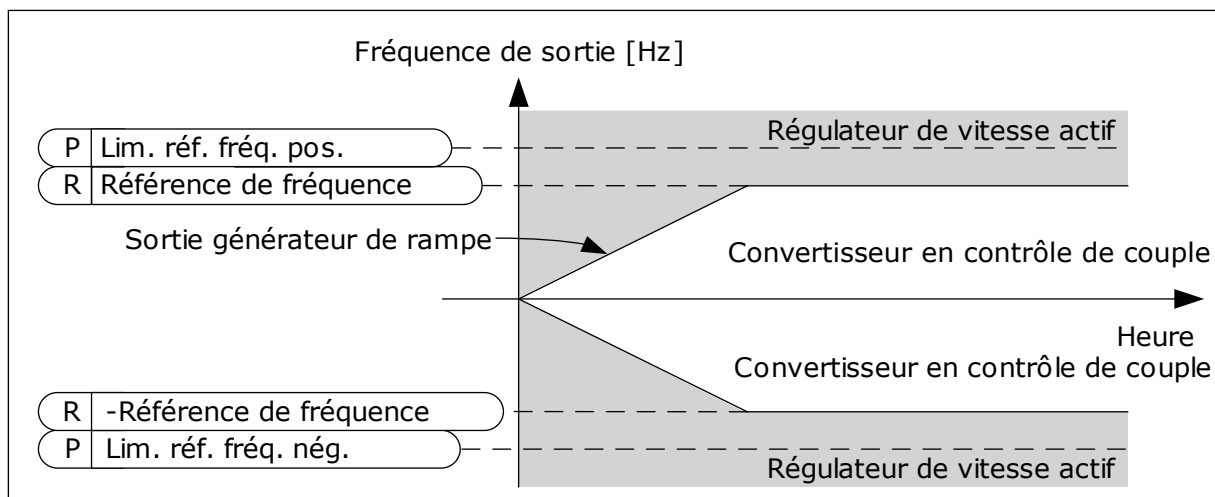 Fréquence de sortie [Hz]
Régulateur de vitesse actif
P Lim. réf. fréq. pos.
R Référence de fréquence
Sortie générateur de rampe
Convertisseur en contrôle de couple
Heure
Convertisseur en contrôle de couple
R -Référence de fréquence
P Lim. réf. fréq. nég.
Régulateur de vitesse actif